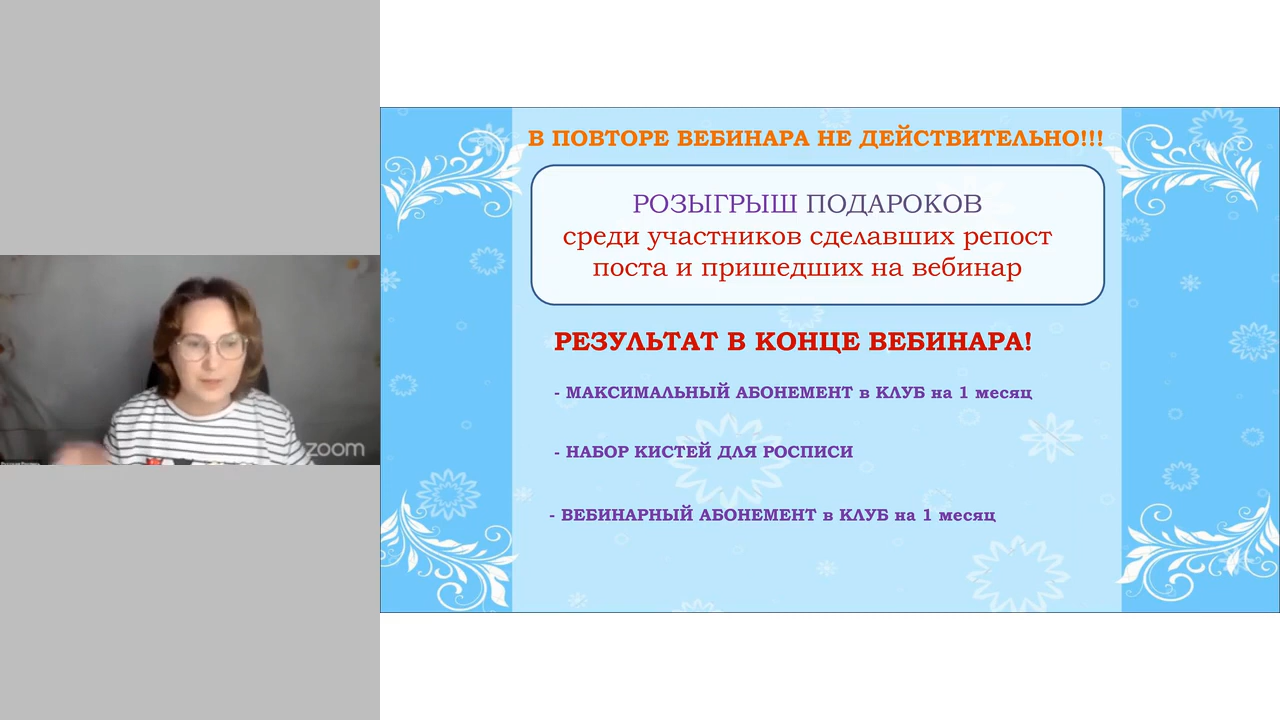 В ПОВТОРЕ ВЕБИНАРА НЕ ДЕЙСТВИТЕЛЬНО!!!
РОЗЫГРЫШ ПОДАРОКОВ
среди участников сделавших репост
поста и пришедших на вебинар
РЕЗУЛЬТАТ В КОНЦЕ ВЕБИНАРА!
- МАКСИМАЛЬНЫЙ АБОНЕМЕНТ в КЛУБ на 1 месяц
- НАБОР КИСТЕЙ ДЛЯ РОСПИСИ
- ВЕБИНАРНЫЙ АБОНЕМЕНТ в КЛУБ на 1 месяц
zoom